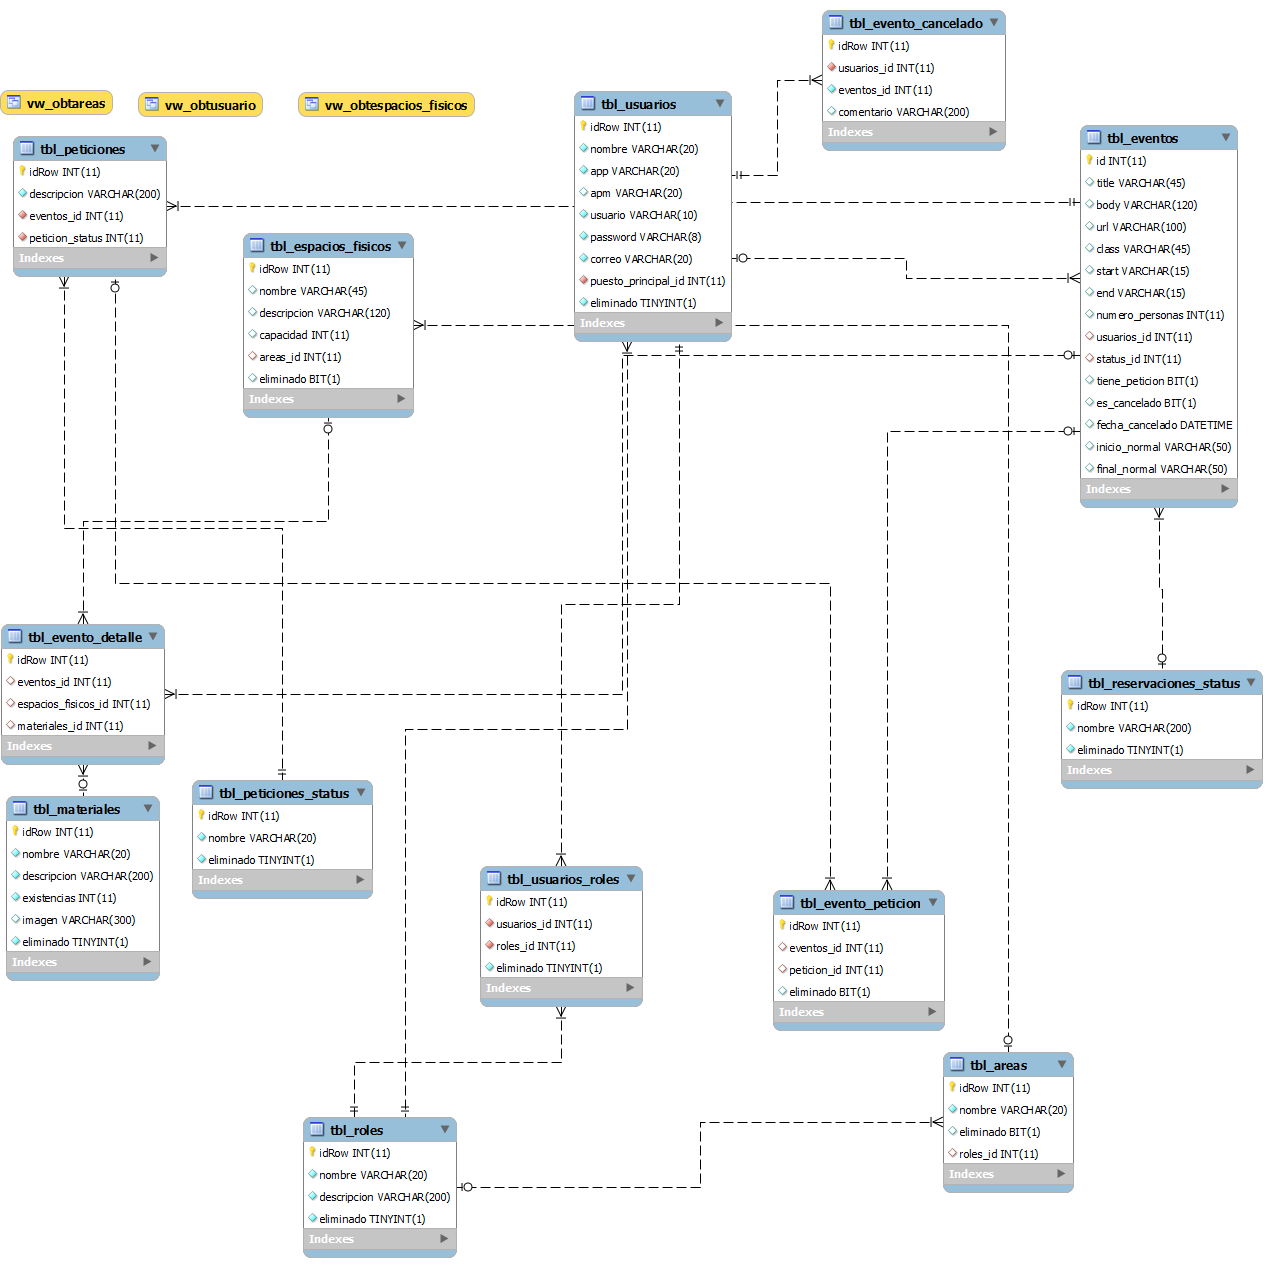 vw_obtareas
vw_obtusuario
vw_obtespacios_fisicos
tbl_evento_cancelado
idRow INT(11)
usuarios_id INT(11)
eventos_id INT(11)
comentario VARCHAR(200)
Indexes
tbl_usuarios
idRow INT(11)
nombre VARCHAR(20)
app VARCHAR(20)
apm VARCHAR(20)
usuario VARCHAR(10)
password VARCHAR(8)
correo VARCHAR(20)
puesto_principal_id INT(11)
eliminado TINYINT(1)
Indexes
tbl_eventos
id INT(11)
title VARCHAR(45)
body VARCHAR(120)
url VARCHAR(100)
class VARCHAR(45)
start VARCHAR(15)
end VARCHAR(15)
numero_personas INT(11)
usuarios_id INT(11)
status_id INT(11)
tiene_peticion BIT(1)
es_cancelado BIT(1)
fecha_cancelado DATETIME
inicio_normal VARCHAR(50)
final_normal VARCHAR(50)
Indexes
tbl_peticiones
idRow INT(11)
descripcion VARCHAR(200)
eventos_id INT(11)
peticion_status INT(11)
Indexes
tbl_espacios_fisicos
idRow INT(11)
nombre VARCHAR(45)
descripcion VARCHAR(120)
capacidad INT(11)
areas_id INT(11)
eliminado BIT(1)
Indexes
tbl_evento_detalle
idRow INT(11)
eventos_id INT(11)
espacios_fisicos_id INT(11)
materiales_id INT(11)
Indexes
tbl_reservaciones_status
idRow INT(11)
nombre VARCHAR(200)
eliminado TINYINT(1)
Indexes
tbl_materiales
idRow INT(11)
nombre VARCHAR(20)
descripcion VARCHAR(200)
existencias INT(11)
imagen VARCHAR(300)
eliminado TINYINT(1)
Indexes
tbl_peticiones_status
idRow INT(11)
nombre VARCHAR(20)
eliminado TINYINT(1)
Indexes
tbl_usuarios_roles
idRow INT(11)
usuarios_id INT(11)
roles_id INT(11)
eliminado TINYINT(1)
Indexes
tbl_evento_peticion
idRow INT(11)
eventos_id INT(11)
peticion_id INT(11)
eliminado BIT(1)
Indexes
tbl_areas
idRow INT(11)
nombre VARCHAR(20)
eliminado BIT(1)
roles_id INT(11)
Indexes
tbl_roles
idRow INT(11)
nombre VARCHAR(20)
descripcion VARCHAR(200)
eliminado TINYINT(1)
Indexes